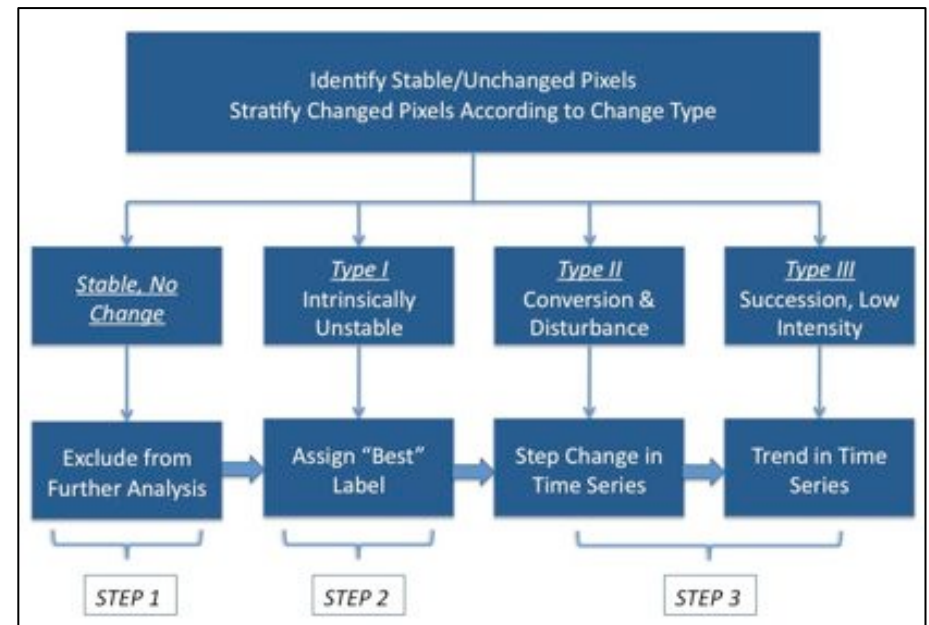 Identify Stable/Unchanged Pixels
Stratify Changed Pixels According to Change Type
Stable, No
Change
Type I
Intrinsically
Unstable
Type II
Conversion &
Disturbance
Type III
Succession, Low
Intensity
Exclude from
Further Analysis
Assign “Best”
Label
Step Change in
Time Series
Trend in Time
Series
STEP 1
STEP 2
STEP 3